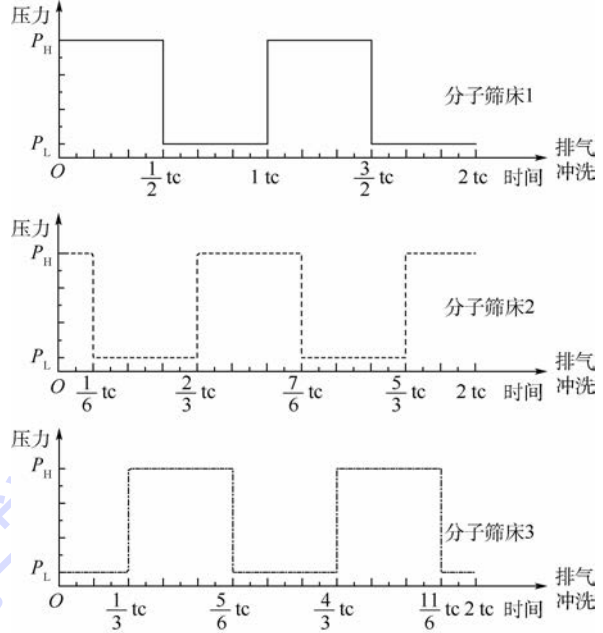 压力
P_H
分子筛床1
P_L
排气
O 1/2 tc 1 tc 3/2 tc 2 tc 时间 冲洗
压力
P_H
分子筛床2
P_L
排气
O 1/6 tc 2/3 tc 7/6 tc 5/3 tc 2 tc 时间 冲洗
压力
P_H
分子筛床3
P_L
排气
O 1/3 tc 5/6 tc 4/3 tc 11/6 tc 2 tc 时间 冲洗